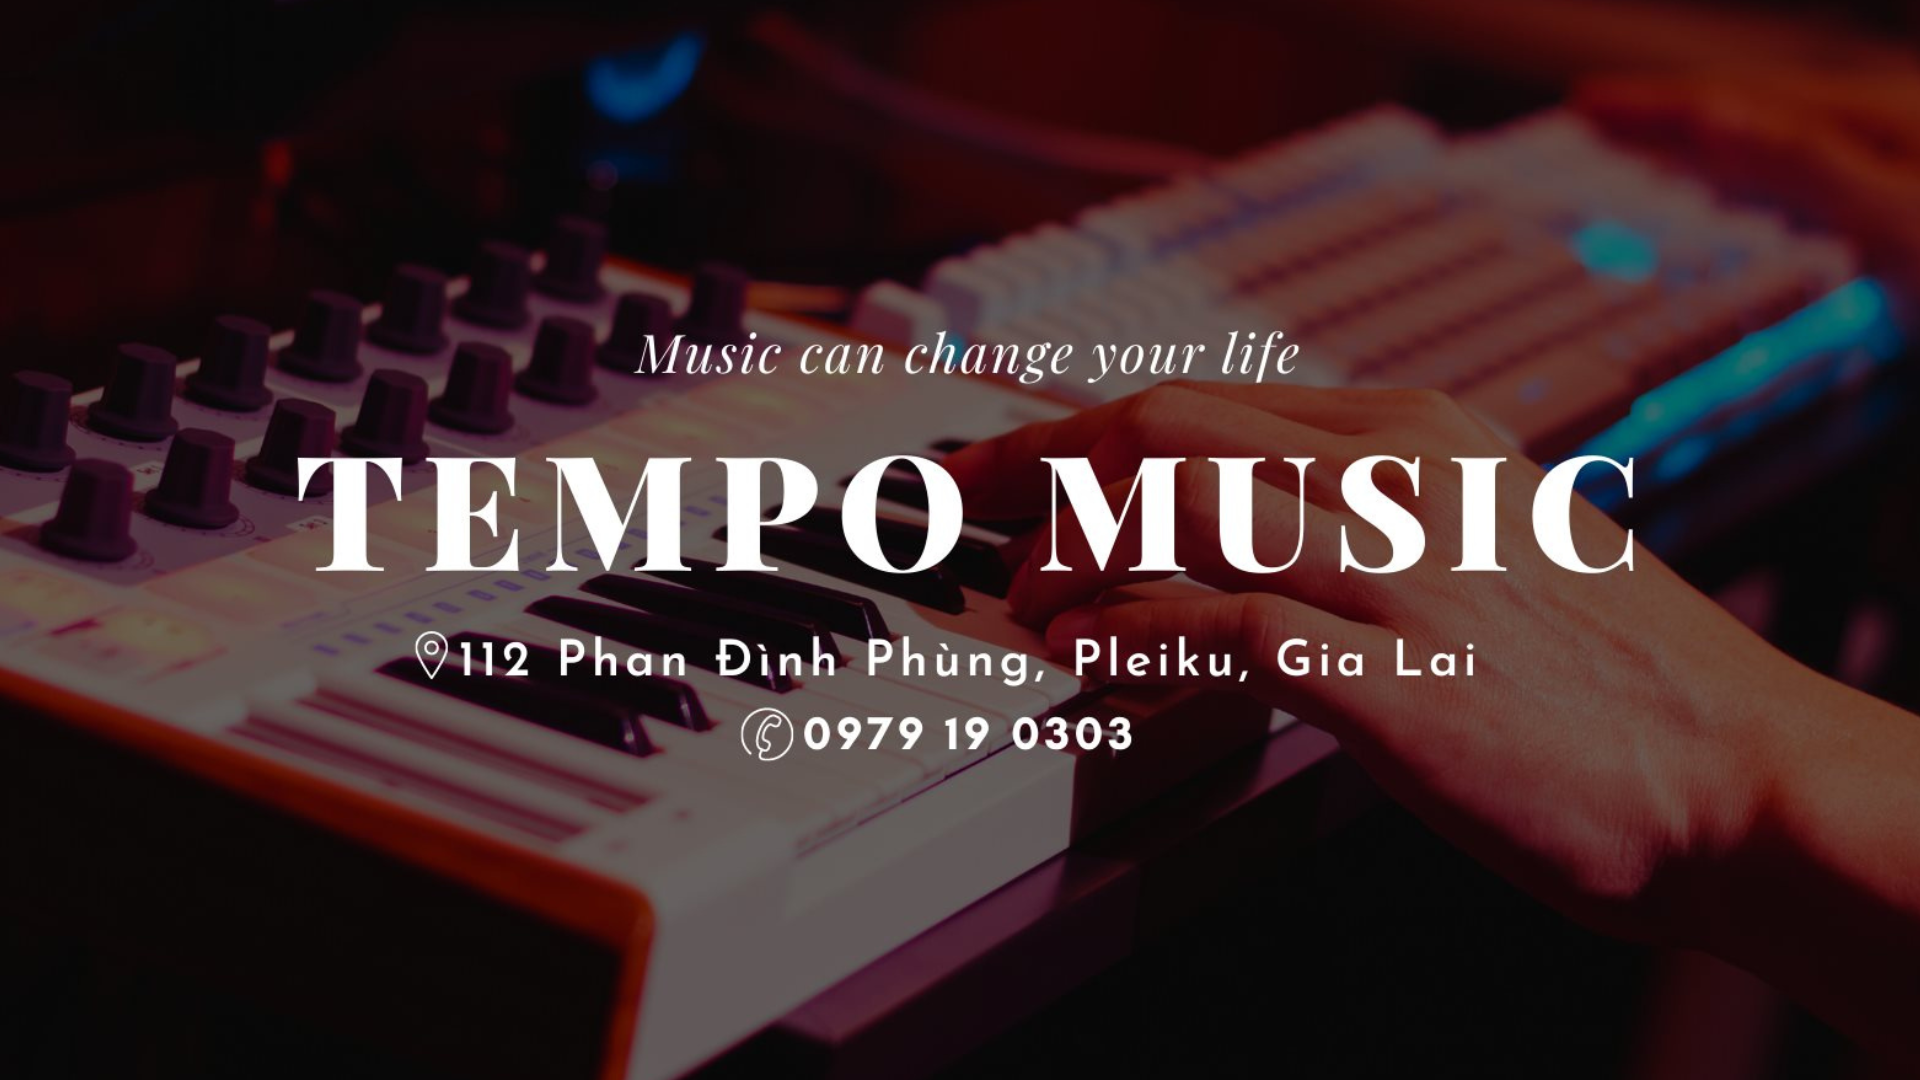 Music can change your life
TEMPO MUSIC
112 Phan Đình Phùng, Pleiku, Gia Lai
0979 19 0303